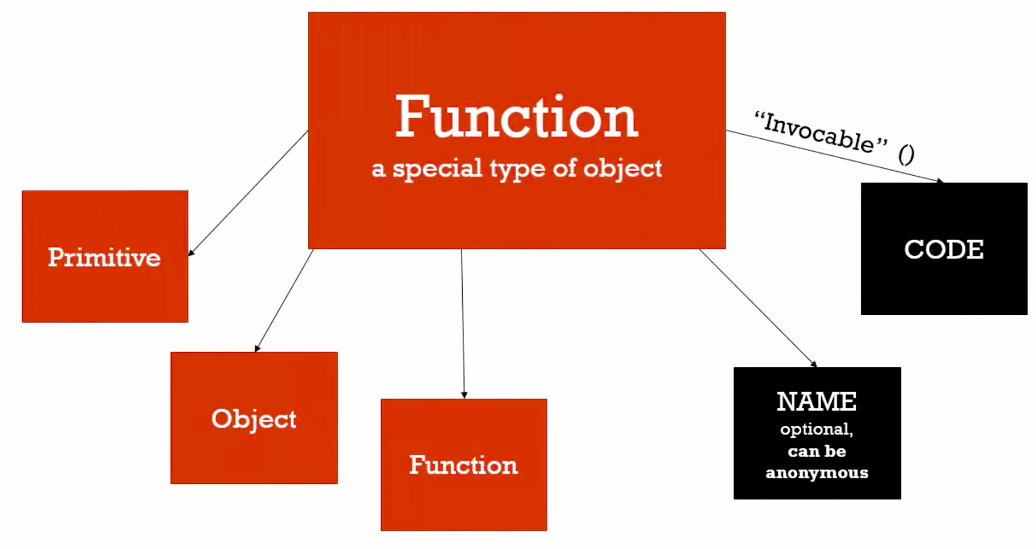 Function
a special type of object
“Invocable” ()
Primitive
CODE
Object
Function
NAME
optional,
can be
anonymous